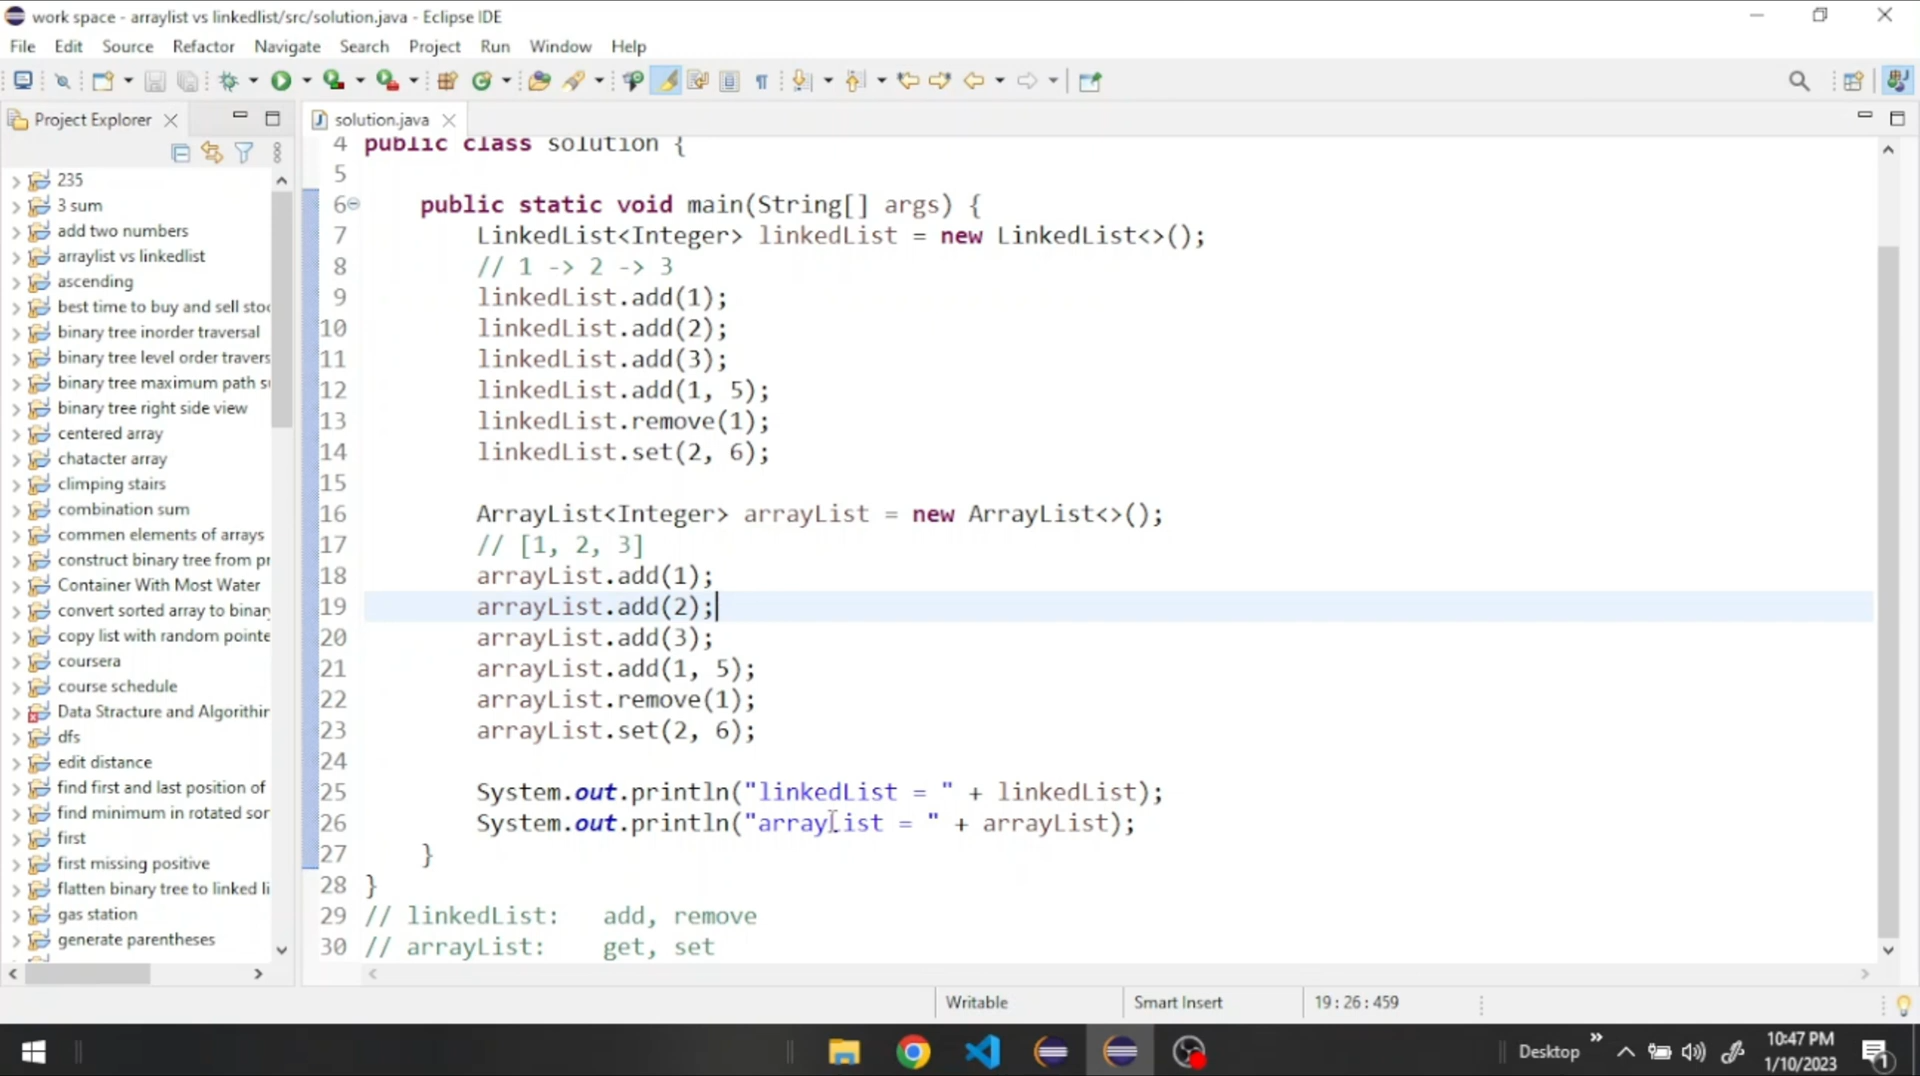 work space - arraylist vs linkedlist/src/solution.java - Eclipse IDE
File Edit Source Refactor Navigate Search Project Run Window Help
Project Explorer
solution.java
235
3 sum
add two numbers
arraylist vs linkedlist
ascending
best time to buy and sell sto
binary tree inorder traversal
binary tree level order travers
binary tree maximum path s
binary tree right side view
centered array
chatacter array
climping stairs
combination sum
commen elements of arrays
construct binary tree from pr
Container With Most Water
convert sorted array to binary
copy list with random pointe
coursera
course schedule
Data Stracture and Algorithir
dfs
edit distance
find first and last position of
find minimum in rotated sor
first
first missing positive
flatten binary tree to linked li
gas station
generate parentheses
4 public class solution {
5
6 public static void main(String[] args) {
7 LinkedList<Integer> linkedList = new LinkedList<>();
8 // 1 -> 2 -> 3
9 linkedList.add(1);
10 linkedList.add(2);
11 linkedList.add(3);
12 linkedList.add(1, 5);
13 linkedList.remove(1);
14 linkedList.set(2, 6);
15
16 ArrayList<Integer> arrayList = new ArrayList<>();
17 // [1, 2, 3]
18 arrayList.add(1);
19 arrayList.add(2);
20 arrayList.add(3);
21 arrayList.add(1, 5);
22 arrayList.remove(1);
23 arrayList.set(2, 6);
24
25 System.out.println("linkedList = " + linkedList);
26 System.out.println("arrayList = " + arrayList);
27 }
28 }
29 // linkedList: add, remove
30 // arrayList: get, set
Writable Smart Insert 19 : 26 : 459
Desktop
10:47 PM
1/10/2023
1